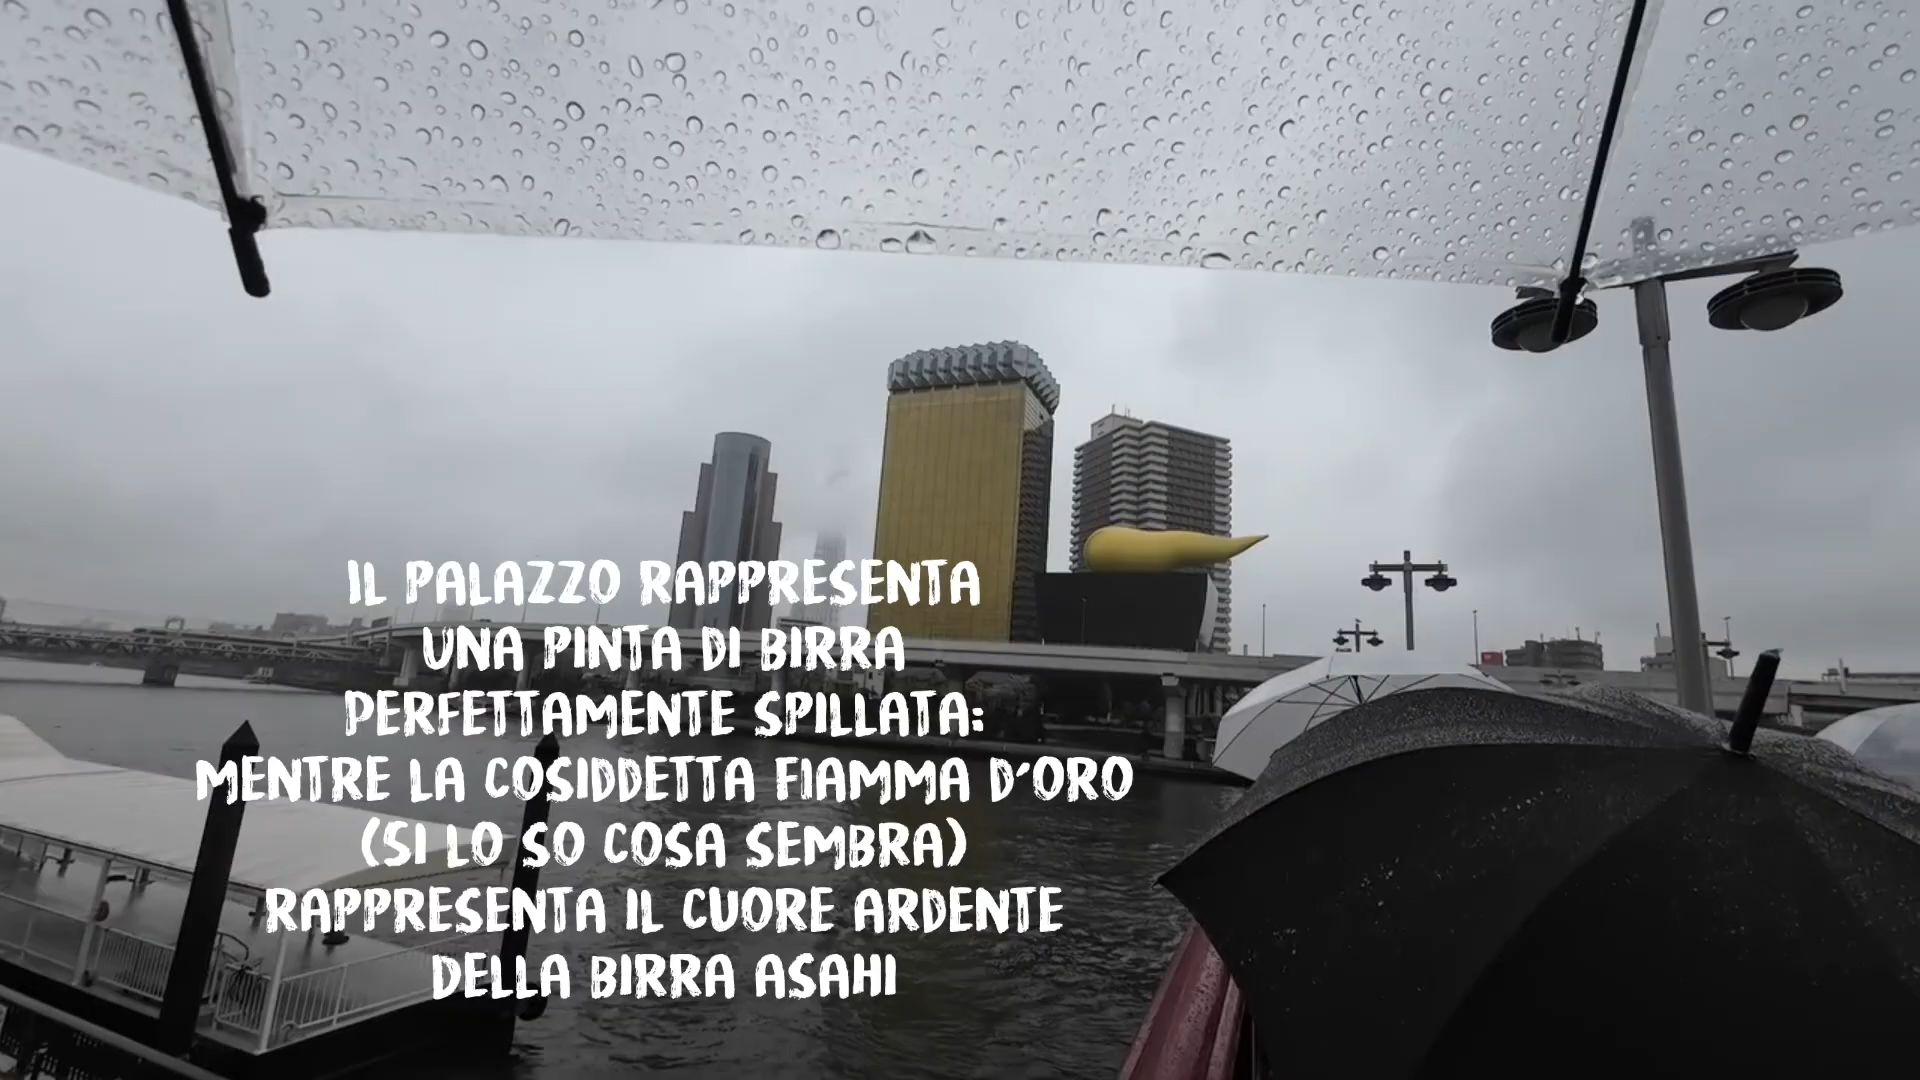 IL PALAZZO RAPPRESENTA
UNA PINTA DI BIRRA
PERFETTAMENTE SPILLATA:
MENTRE LA COSIDDETTA FIAMMA D'ORO
(SI LO SO COSA SEMBRA)
RAPPRESENTA IL CUORE ARDENTE
DELLA BIRRA ASAHI